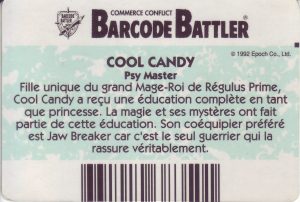 COMMERCE CONFLICT
BARCODE BATTLER®
© 1992 Epoch Co., Ltd.
COOL CANDY
Psy Master
Fille unique du grand Mage-Roi de Régulus Prime,
Cool Candy a reçu une éducation complète en tant
que princesse. La magie et ses mystères ont fait
partie de cette éducation. Son coéquipier préféré
est Jaw Breaker car c'est le seul guerrier qui la
rassure véritablement.